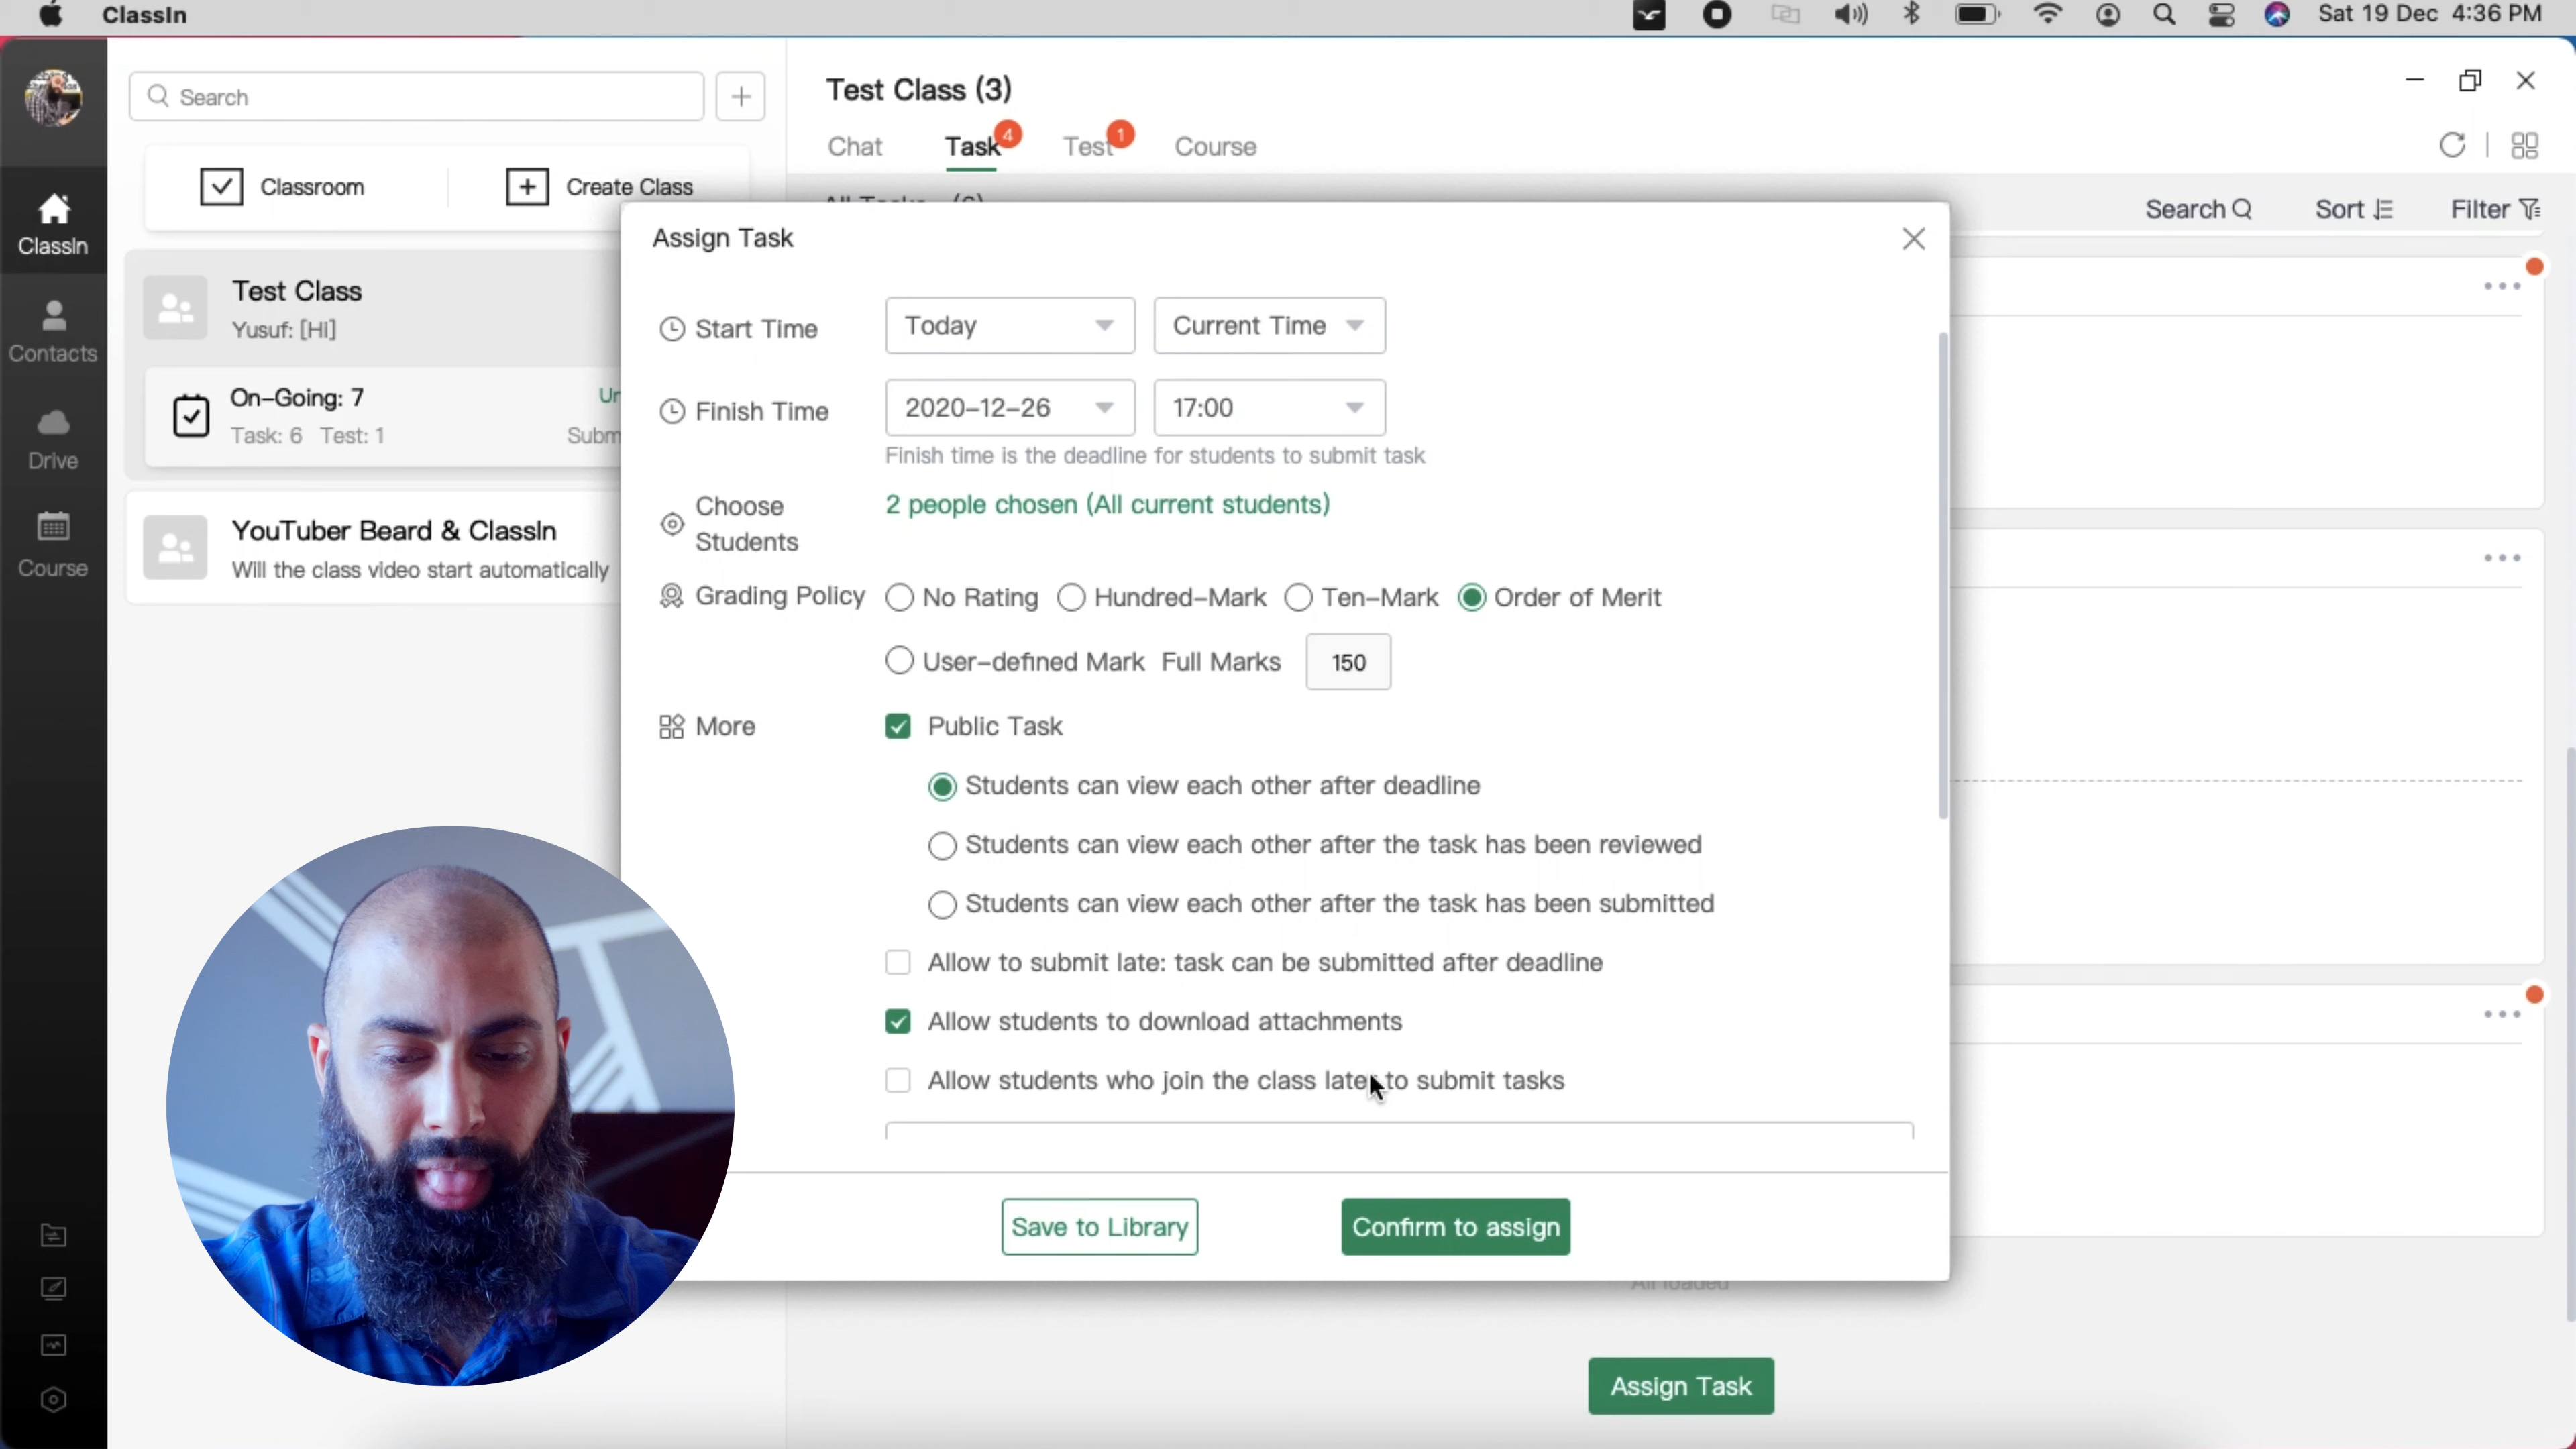 ClassIn
Sat 19 Dec 4:36 PM
Search
Classroom
Create Class
ClassIn
Contacts
Drive
Course
Test Class
Yusuf: [Hi]
On-Going: 7
Task: 6 Test: 1
YouTuber Beard & ClassIn
Will the class video start automatically
Test Class (3)
Chat
Task
4
Test
1
Course
Search
Sort
Filter
Assign Task
Start Time
Today
Current Time
Finish Time
2020-12-26
17:00
Finish time is the deadline for students to submit task
Choose
Students
2 people chosen (All current students)
Grading Policy
No Rating
Hundred-Mark
Ten-Mark
Order of Merit
User-defined Mark Full Marks
150
More
Public Task
Students can view each other after deadline
Students can view each other after the task has been reviewed
Students can view each other after the task has been submitted
Allow to submit late: task can be submitted after deadline
Allow students to download attachments
Allow students who join the class later to submit tasks
Save to Library
Confirm to assign
All loaded
Assign Task